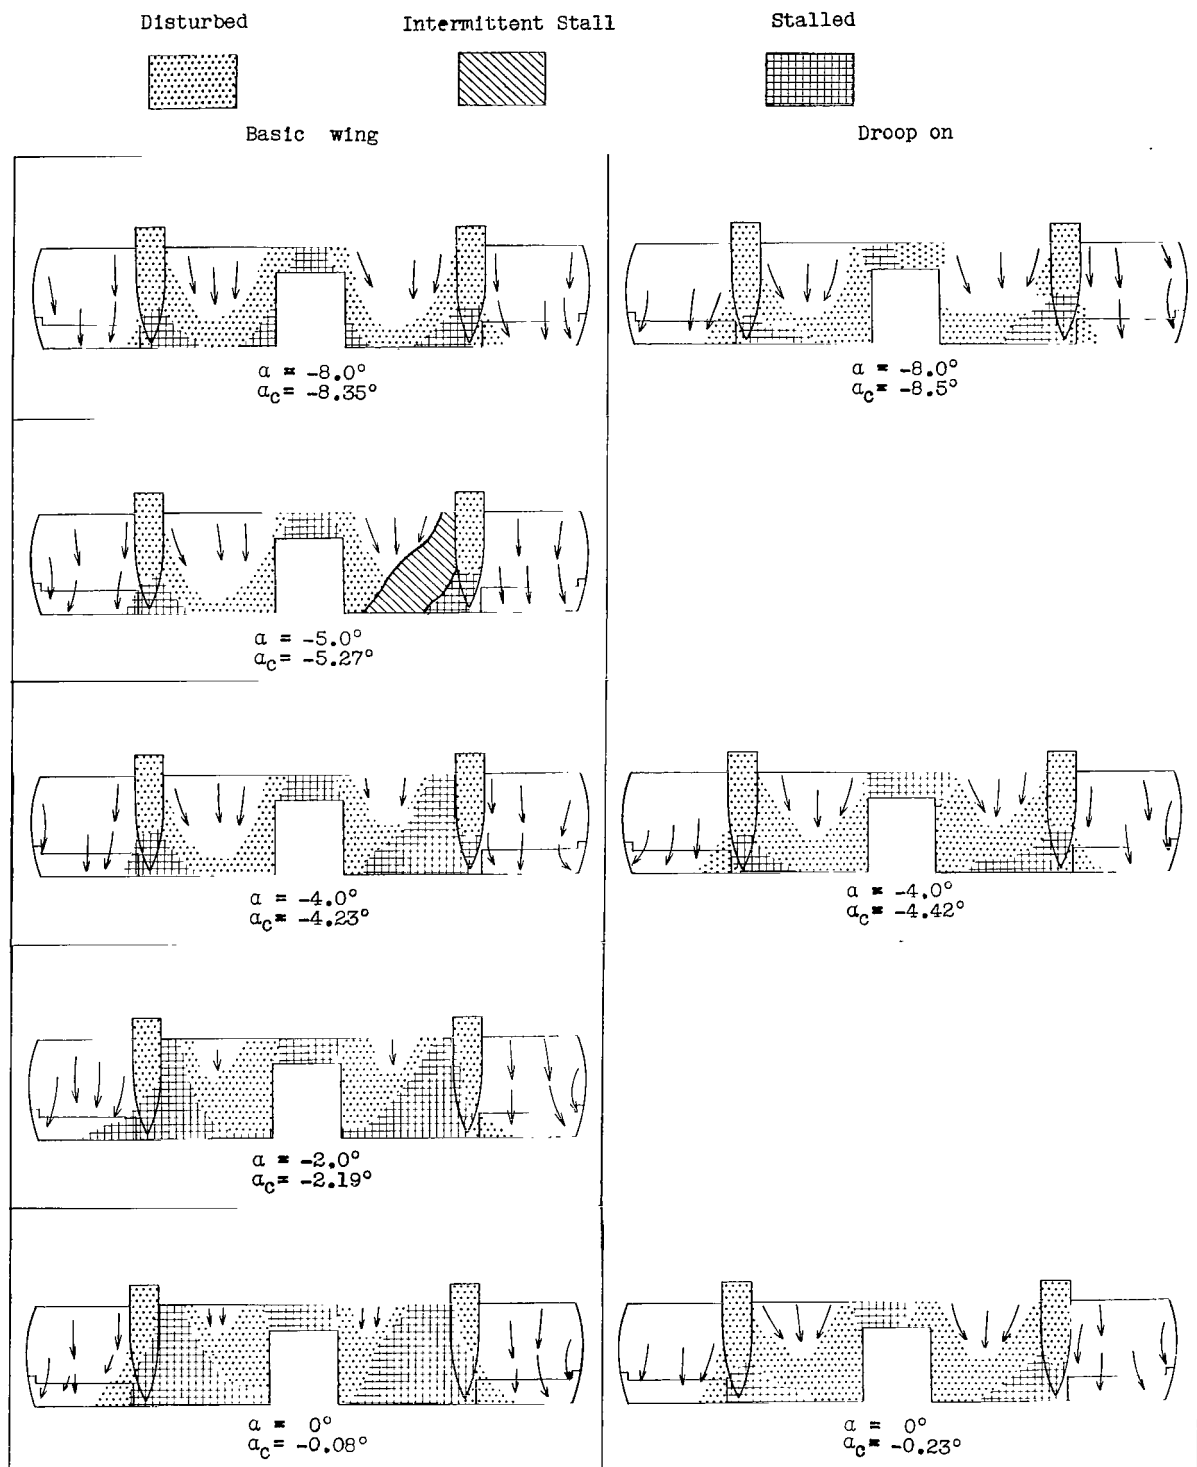 Disturbed Intermittent Stall Stalled
Basic wing Droop on
α = -8.0°
αc = -8.35°
α = -8.0°
αc = -8.5°
α = -5.0°
αc = -5.27°
α = -4.0°
αc = -4.23°
α = -4.0°
αc = -4.42°
α = -2.0°
αc = -2.19°
α = 0°
αc = -0.08°
α = 0°
αc = -0.23°